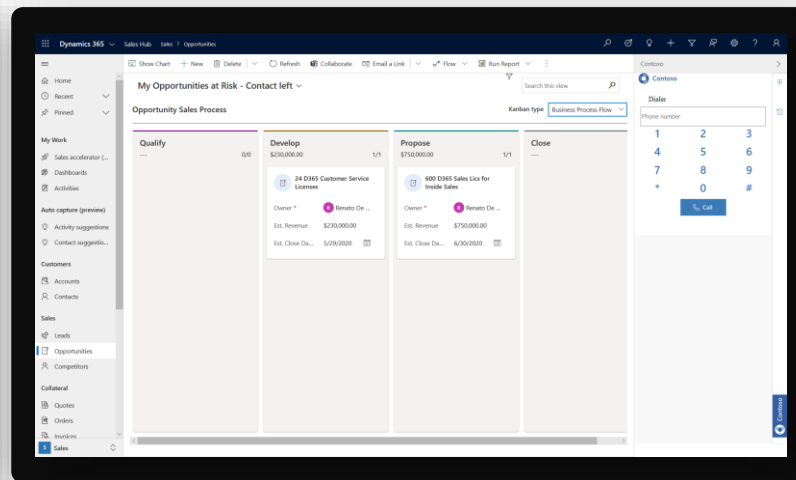 Dynamics 365
Sales Hub Sales > Opportunities
Show Chart + New Delete Refresh Collaborate Email a Link Flow Run Report
Contoso
Home
Recent
Pinned
My Work
Sales accelerator (...
Dashboards
Activities
Auto capture (preview)
Activity suggestions
Contact suggestio...
Customers
Accounts
Contacts
Sales
Leads
Opportunities
Competitors
Collateral
Quotes
Orders
Invoices
S Sales
My Opportunities at Risk - Contact left
Search this view
Opportunity Sales Process
Kanban type Business Process Flow
Qualify
---
0/0
Develop
$230,000.00 1/1
24 D365 Customer Service
Licenses
Owner * R Renato De ...
Est. Revenue $230,000.00
Est. Close Da... 5/29/2020
Propose
$750,000.00 1/1
600 D365 Sales Lics for
Inside Sales
Owner * R Renato De ...
Est. Revenue $750,000.00
Est. Close Da... 6/30/2020
Close
---
Contoso
Dialer
Phone number
1 2 3
4 5 6
7 8 9
* 0 #
Call
Contoso